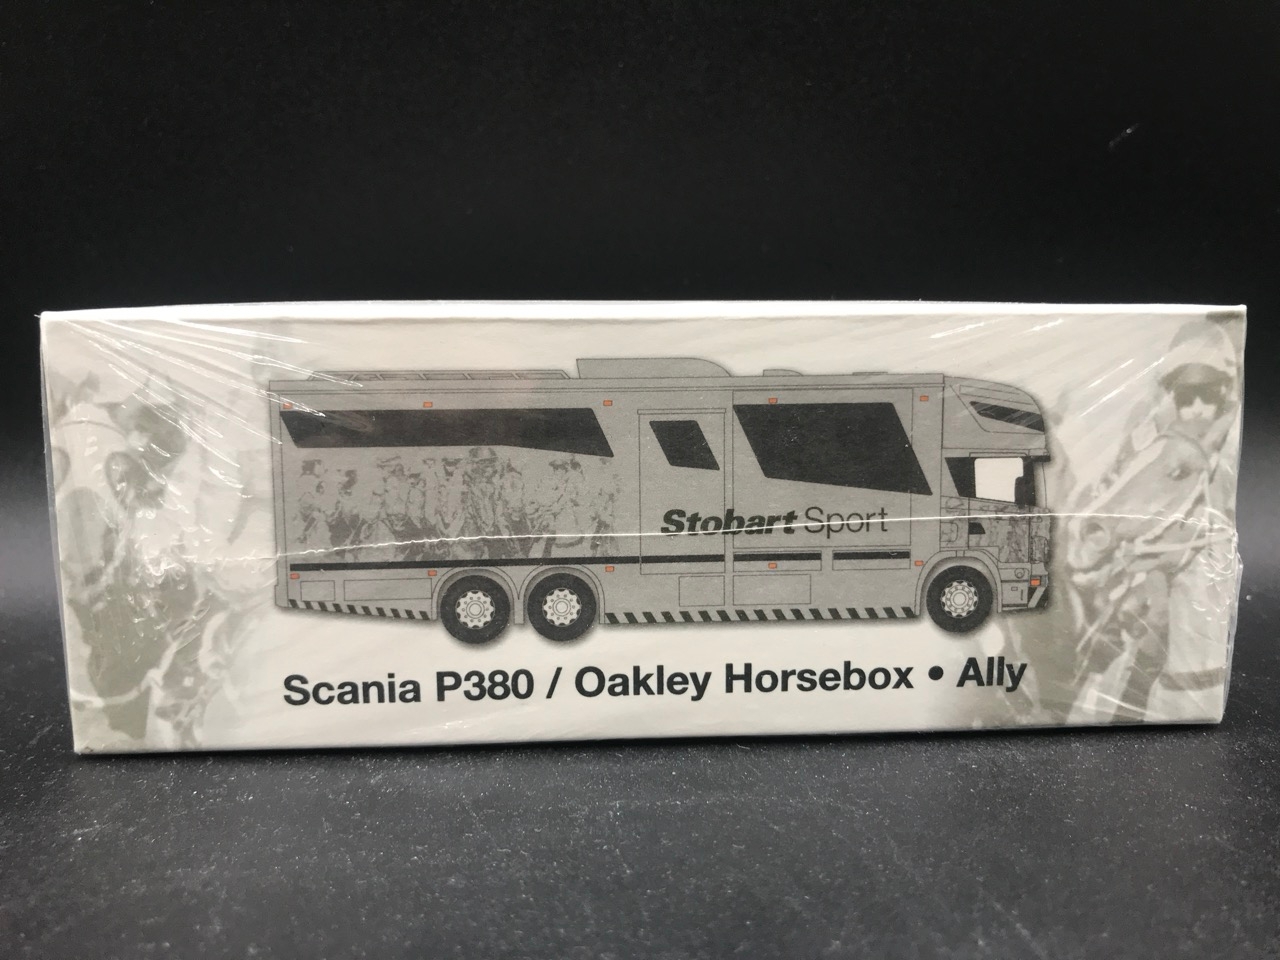 Stobart Sport
Scania P380 / Oakley Horsebox • Ally